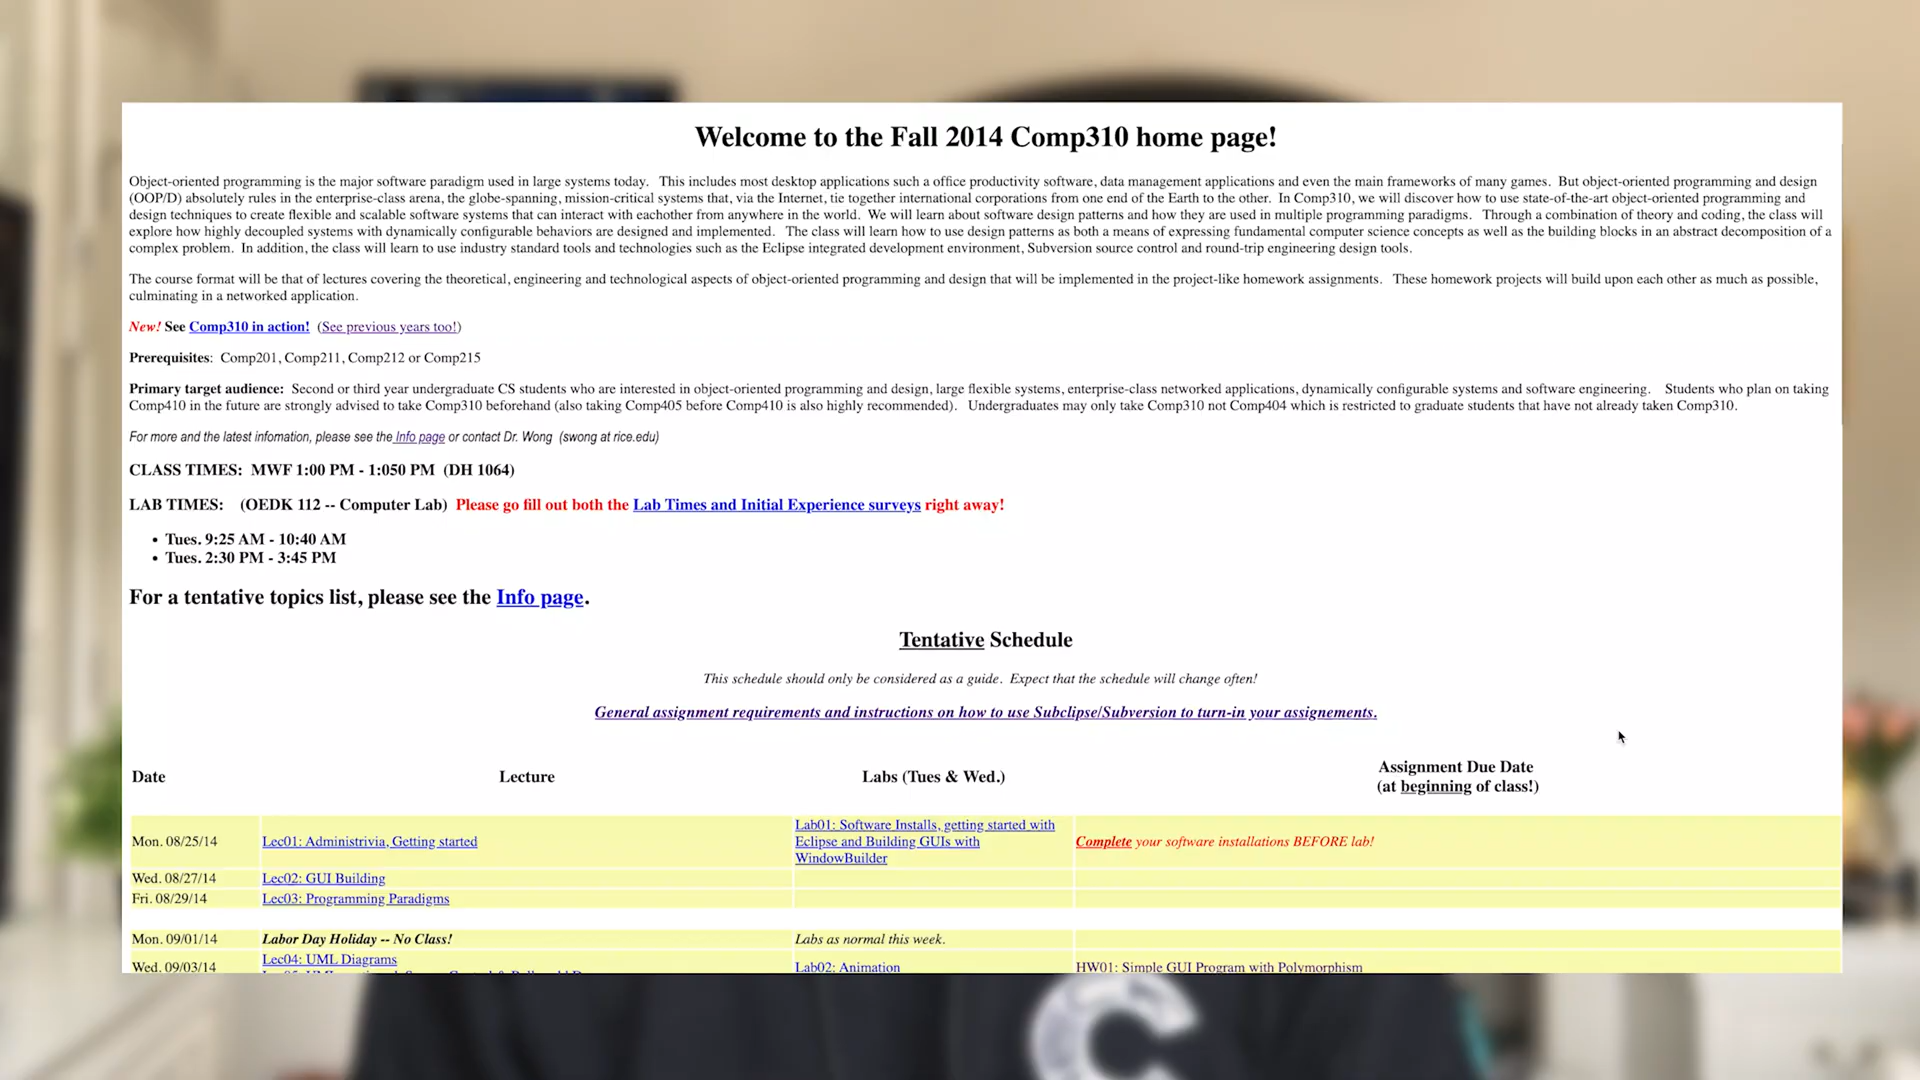 Welcome to the Fall 2014 Comp310 home page!
Object-oriented programming is the major software paradigm used in large systems today. This includes most desktop applications such a office productivity software, data management applications and even the main frameworks of many games. But object-oriented programming and design
(OOP/D) absolutely rules in the enterprise-class arena, the globe-spanning, mission-critical systems that, via the Internet, tie together international corporations from one end of the Earth to the other. In Comp310, we will discover how to use state-of-the-art object-oriented programming and
design techniques to create flexible and scalable software systems that can interact with eachother from anywhere in the world. We will learn about software design patterns and how they are used in multiple programming paradigms. Through a combination of theory and coding, the class will
explore how highly decoupled systems with dynamically configurable behaviors are designed and implemented. The class will learn how to use design patterns as both a means of expressing fundamental computer science concepts as well as the building blocks in an abstract decomposition of a
complex problem. In addition, the class will learn to use industry standard tools and technologies such as the Eclipse integrated development environment, Subversion source control and round-trip engineering design tools.
The course format will be that of lectures covering the theoretical, engineering and technological aspects of object-oriented programming and design that will be implemented in the project-like homework assignments. These homework projects will build upon each other as much as possible,
culminating in a networked application.
New! See Comp310 in action! (See previous years too!)
Prerequisites: Comp201, Comp211, Comp212 or Comp215
Primary target audience: Second or third year undergraduate CS students who are interested in object-oriented programming and design, large flexible systems, enterprise-class networked applications, dynamically configurable systems and software engineering. Students who plan on taking
Comp410 in the future are strongly advised to take Comp310 beforehand (also taking Comp405 before Comp410 is also highly recommended). Undergraduates may only take Comp310 not Comp404 which is restricted to graduate students that have not already taken Comp310.
For more and the latest infomation, please see the Info page or contact Dr. Wong (swong at rice.edu)
CLASS TIMES: MWF 1:00 PM - 1:050 PM (DH 1064)
LAB TIMES: (OEDK 112 -- Computer Lab) Please go fill out both the Lab Times and Initial Experience surveys right away!
• Tues. 9:25 AM - 10:40 AM
• Tues. 2:30 PM - 3:45 PM
For a tentative topics list, please see the Info page.
Tentative Schedule
This schedule should only be considered as a guide. Expect that the schedule will change often!
General assignment requirements and instructions on how to use Subclipse/Subversion to turn-in your assignements.
Date Lecture Labs (Tues & Wed.) Assignment Due Date
(at beginning of class!)
Mon. 08/25/14 Lec01: Administrivia, Getting started Lab01: Software Installs, getting started with
Eclipse and Building GUIs with
WindowBuilder Complete your software installations BEFORE lab!
Wed. 08/27/14 Lec02: GUI Building
Fri. 08/29/14 Lec03: Programming Paradigms
Mon. 09/01/14 Labor Day Holiday -- No Class! Labs as normal this week.
Wed. 09/03/14 Lec04: UML Diagrams
Lab02: Animation HW01: Simple GUI Program with Polymorphism
C